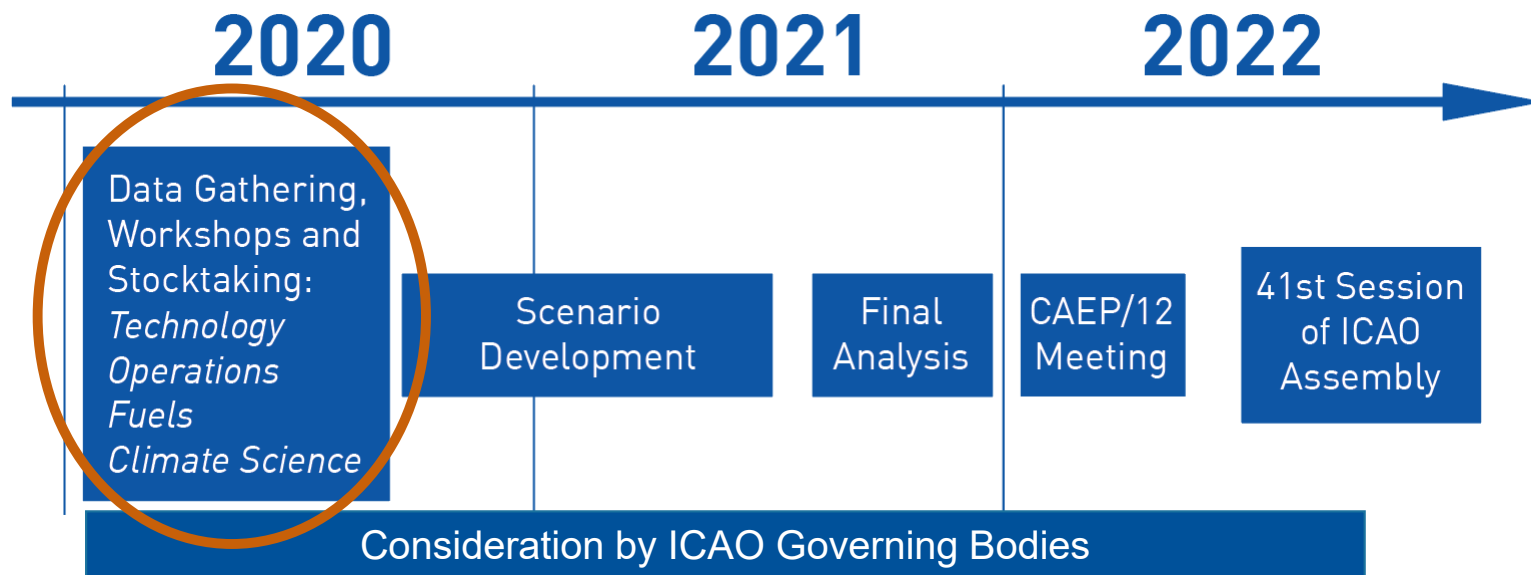 2020
2021
2022
Data Gathering,
Workshops and
Stocktaking:
Technology
Operations
Fuels
Climate Science
Scenario
Development
Final
Analysis
CAEP/12
Meeting
41st Session
of ICAO
Assembly
Consideration by ICAO Governing Bodies